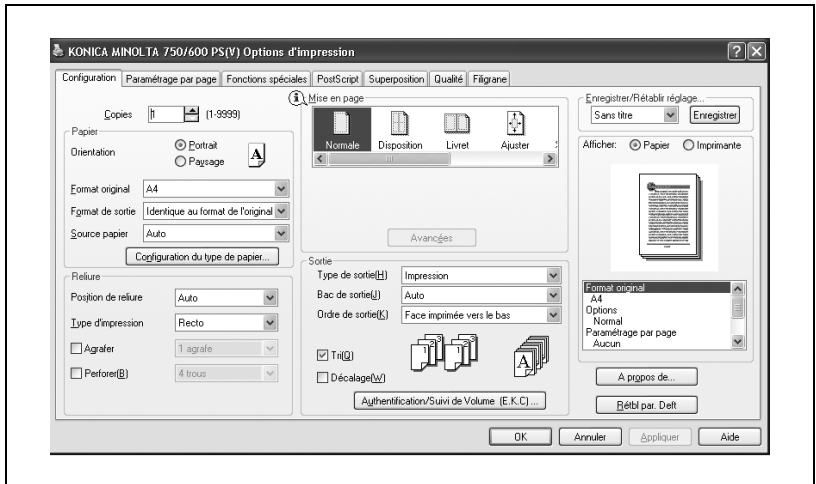 KONICA MINOLTA 750/600 PS(V) Options d'impression
Configuration Paramétrage par page Fonctions spéciales PostScript Superposition Qualité Filigrane
Copies 1 (1-9999)
Papier
Orientation
Portrait
Paysage
A
Format original A4
Format de sortie Identique au format de l'original
Source papier Auto
Configuration du type de papier...
Reliure
Position de reliure Auto
Type d'impression Recto
Agrafer 1 agrafe
Perforer(B) 4 trous
Mise en page
Normale Disposition Livret Ajuster
Avancées
Sortie
Type de sortie(H) Impression
Bac de sortie(J) Auto
Ordre de sortie(K) Face imprimée vers le bas
Tri(Q)
1 2 3 1 2 3 A
Décalage(W)
Authentification/Suivi de Volume (E.K.C) ...
Enregistrer/Rétablir réglage...
Sans titre Enregistrer
Afficher: Papier Imprimante
Format original
A4
Options
Normal
Paramétrage par page
Aucun
A propos de...
Rétbl par. Deft
OK Annuler Appliquer Aide